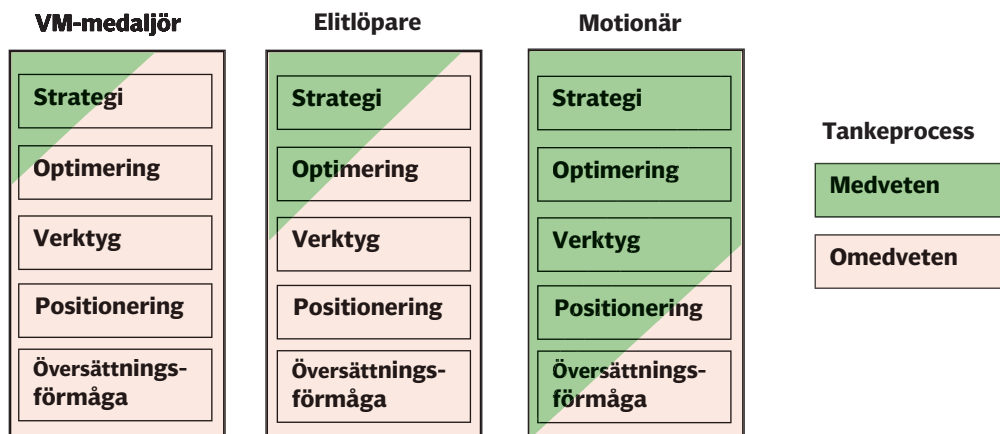 VM-medaljör
Strategi
Optimering
Verktyg
Positionering
Översättnings-
förmåga
Elitlöpare
Strategi
Optimering
Verktyg
Positionering
Översättnings-
förmåga
Motionär
Strategi
Optimering
Verktyg
Positionering
Översättnings-
förmåga
Tankeprocess
Medveten
Omedveten